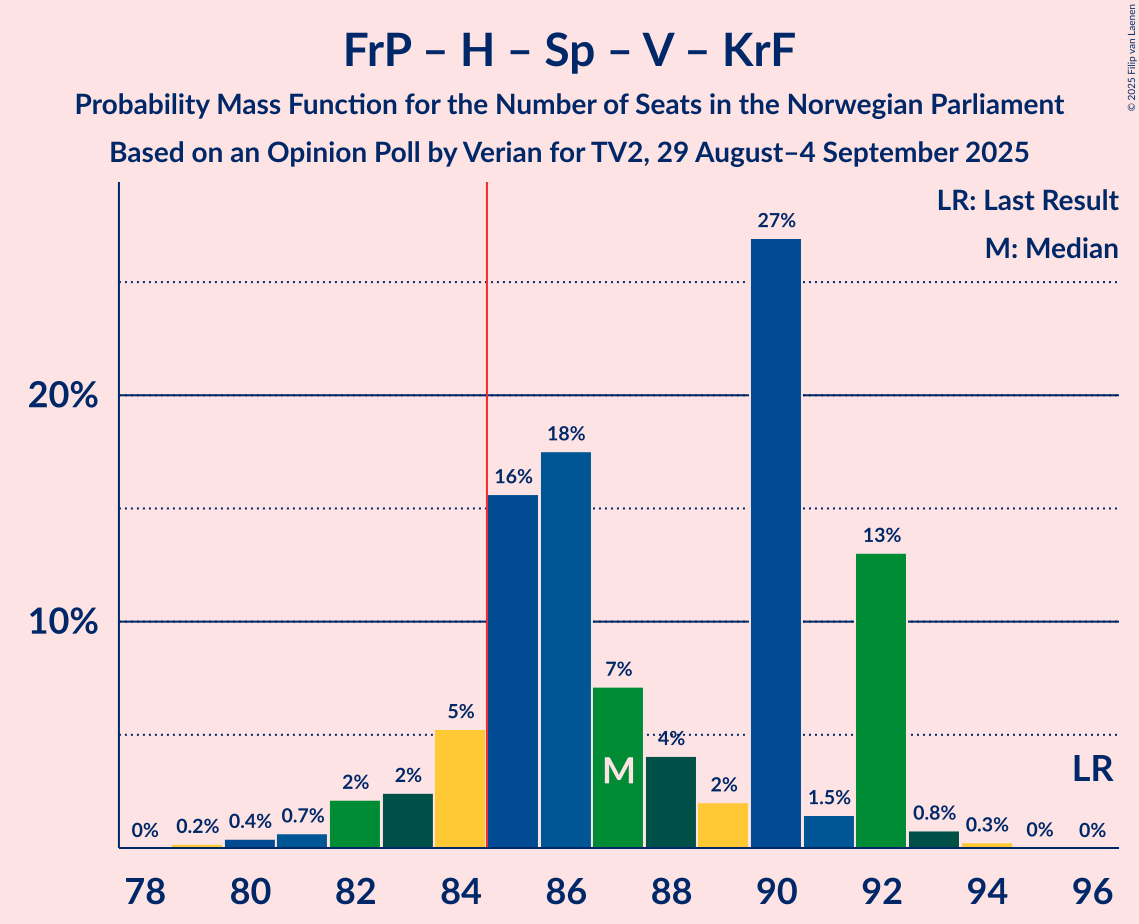 FrP – H – Sp – V – KrF
Probability Mass Function for the Number of Seats in the Norwegian Parliament
Based on an Opinion Poll by Verian for TV2, 29 August–4 September 2025
© 2025 Filip van Laenen
LR: Last Result
M: Median
20%
10%
0%
0.2%
0.4%
0.7%
2%
2%
5%
16%
18%
7%
4%
2%
27%
1.5%
13%
0.8%
0.3%
0%
0%
M
LR
78 80 82 84 86 88 90 92 94 96